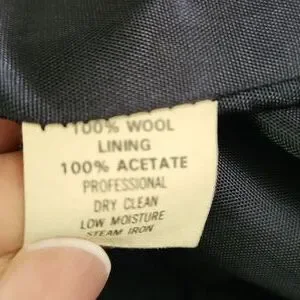 100% WOOL
LINING
100% ACETATE
PROFESSIONAL
DRY CLEAN
LOW MOISTURE
STEAM IRON